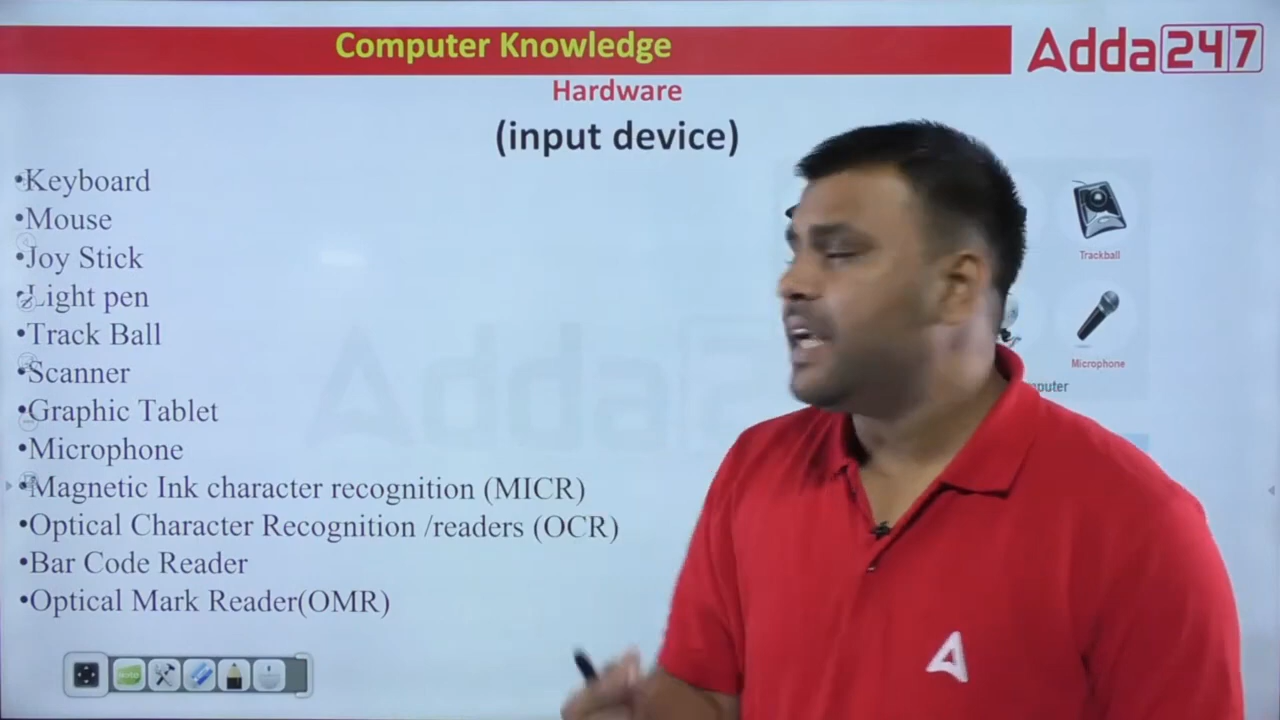 Computer Knowledge
Adda247
Hardware
(input device)
•Keyboard
•Mouse
•Joy Stick
•Light pen
•Track Ball
•Scanner
•Graphic Tablet
•Microphone
•Magnetic Ink character recognition (MICR)
•Optical Character Recognition /readers (OCR)
•Bar Code Reader
•Optical Mark Reader(OMR)
Trackball
Microphone
auto